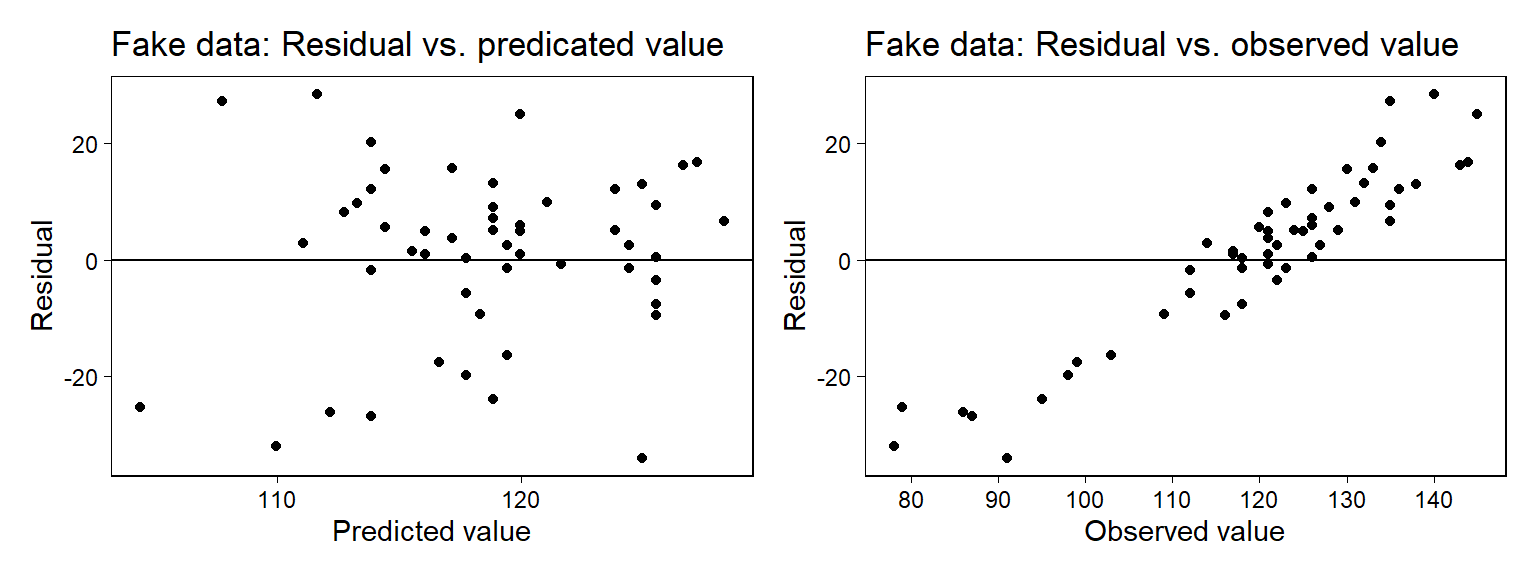 Fake data: Residual vs. predicated value
Residual
20
0
-20
110
120
Predicted value
Fake data: Residual vs. observed value
Residual
20
0
-20
80
90
100
110
120
130
140
Observed value